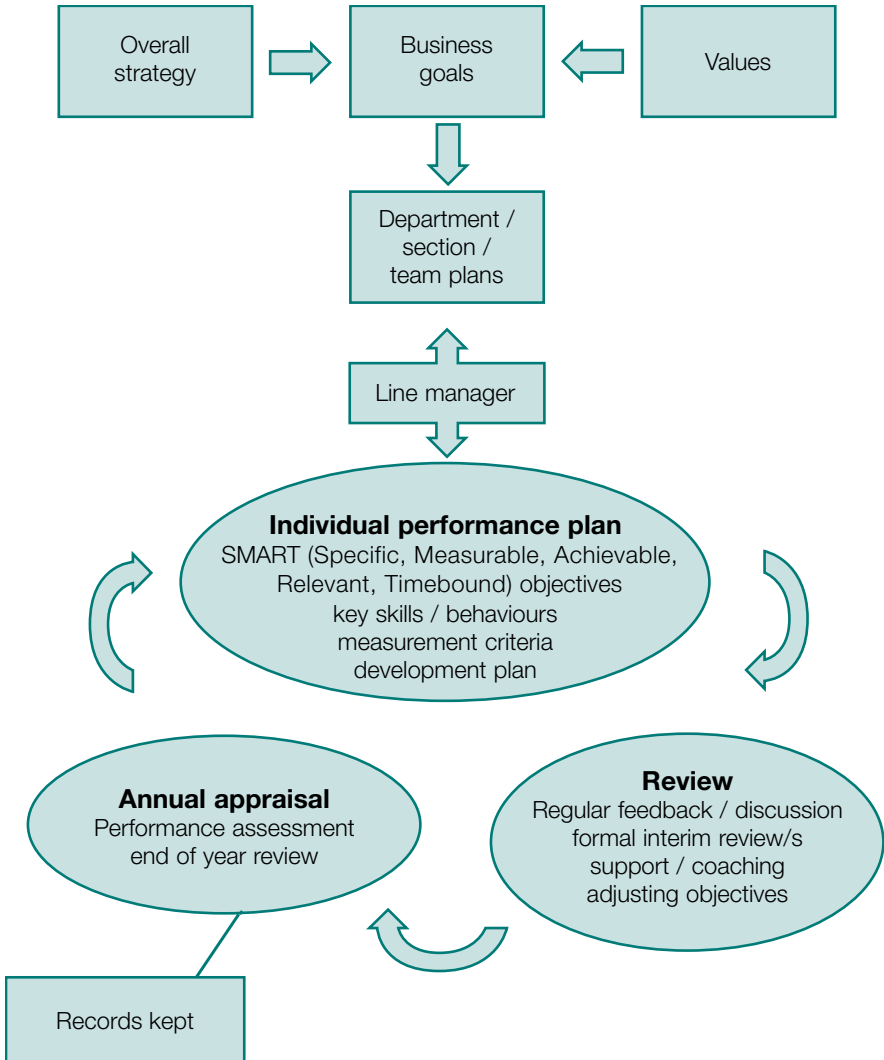 Overall
strategy
Business
goals
Values
Department /
section /
team plans
Line manager
Individual performance plan
SMART (Specific, Measurable, Achievable,
Relevant, Timebound) objectives
key skills / behaviours
measurement criteria
development plan
Annual appraisal
Performance assessment
end of year review
Review
Regular feedback / discussion
formal interim review/s
support / coaching
adjusting objectives
Records kept